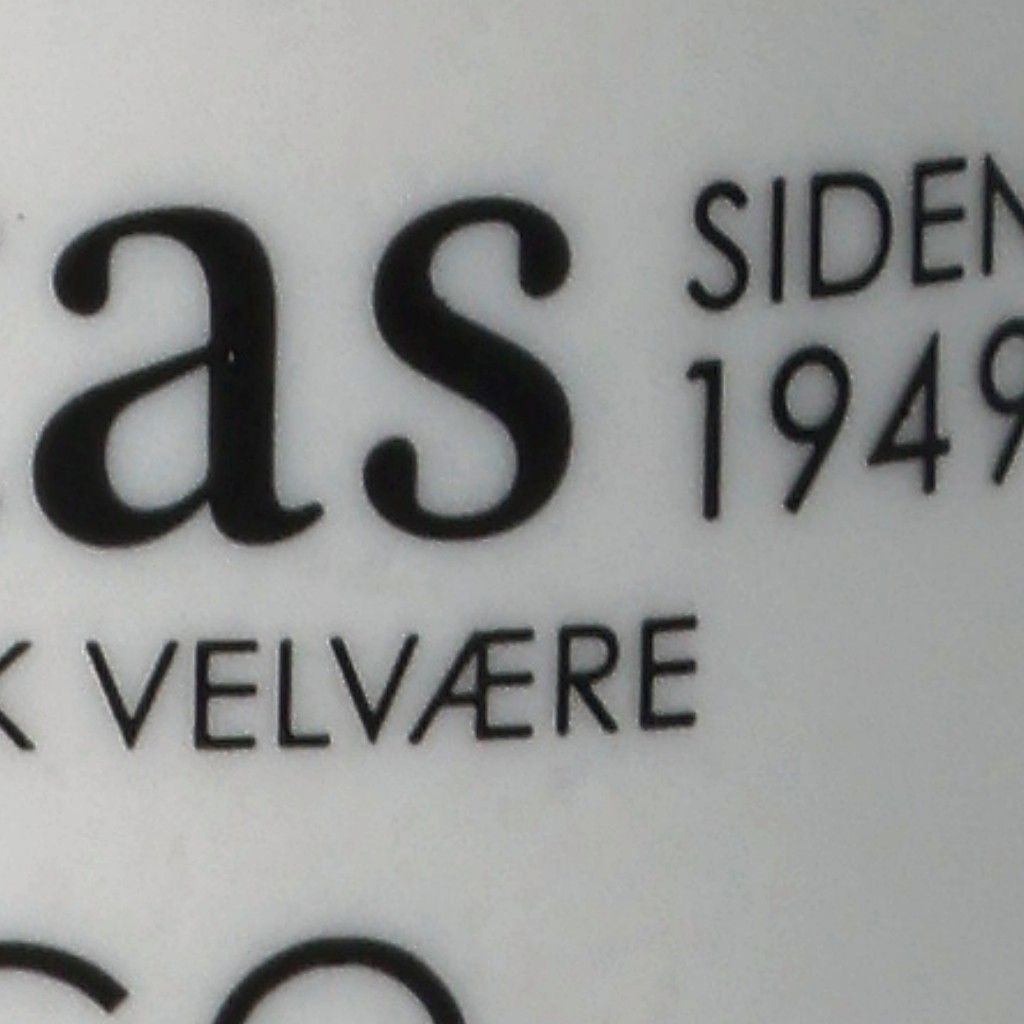 as
SIDEN
1949
K VELVÆRE